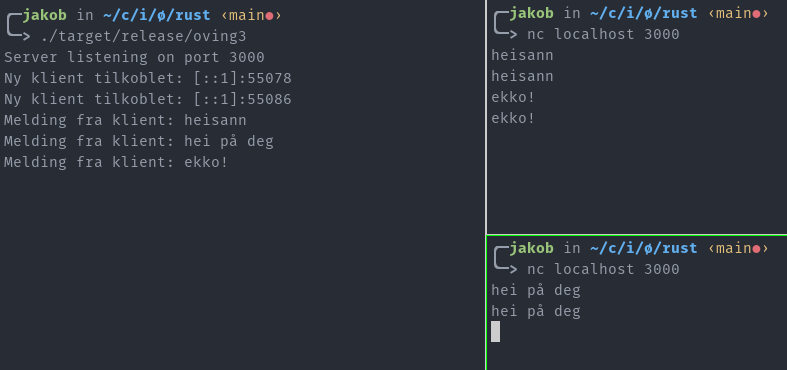 jakob in ~/c/i/ø/rust ‹main●›
> ./target/release/oving3
Server listening on port 3000
Ny klient tilkoblet: [::1]:55078
Ny klient tilkoblet: [::1]:55086
Melding fra klient: heisann
Melding fra klient: hei på deg
Melding fra klient: ekko!
jakob in ~/c/i/ø/rust ‹main●›
> nc localhost 3000
heisann
heisann
ekko!
ekko!
jakob in ~/c/i/ø/rust ‹main●›
> nc localhost 3000
hei på deg
hei på deg